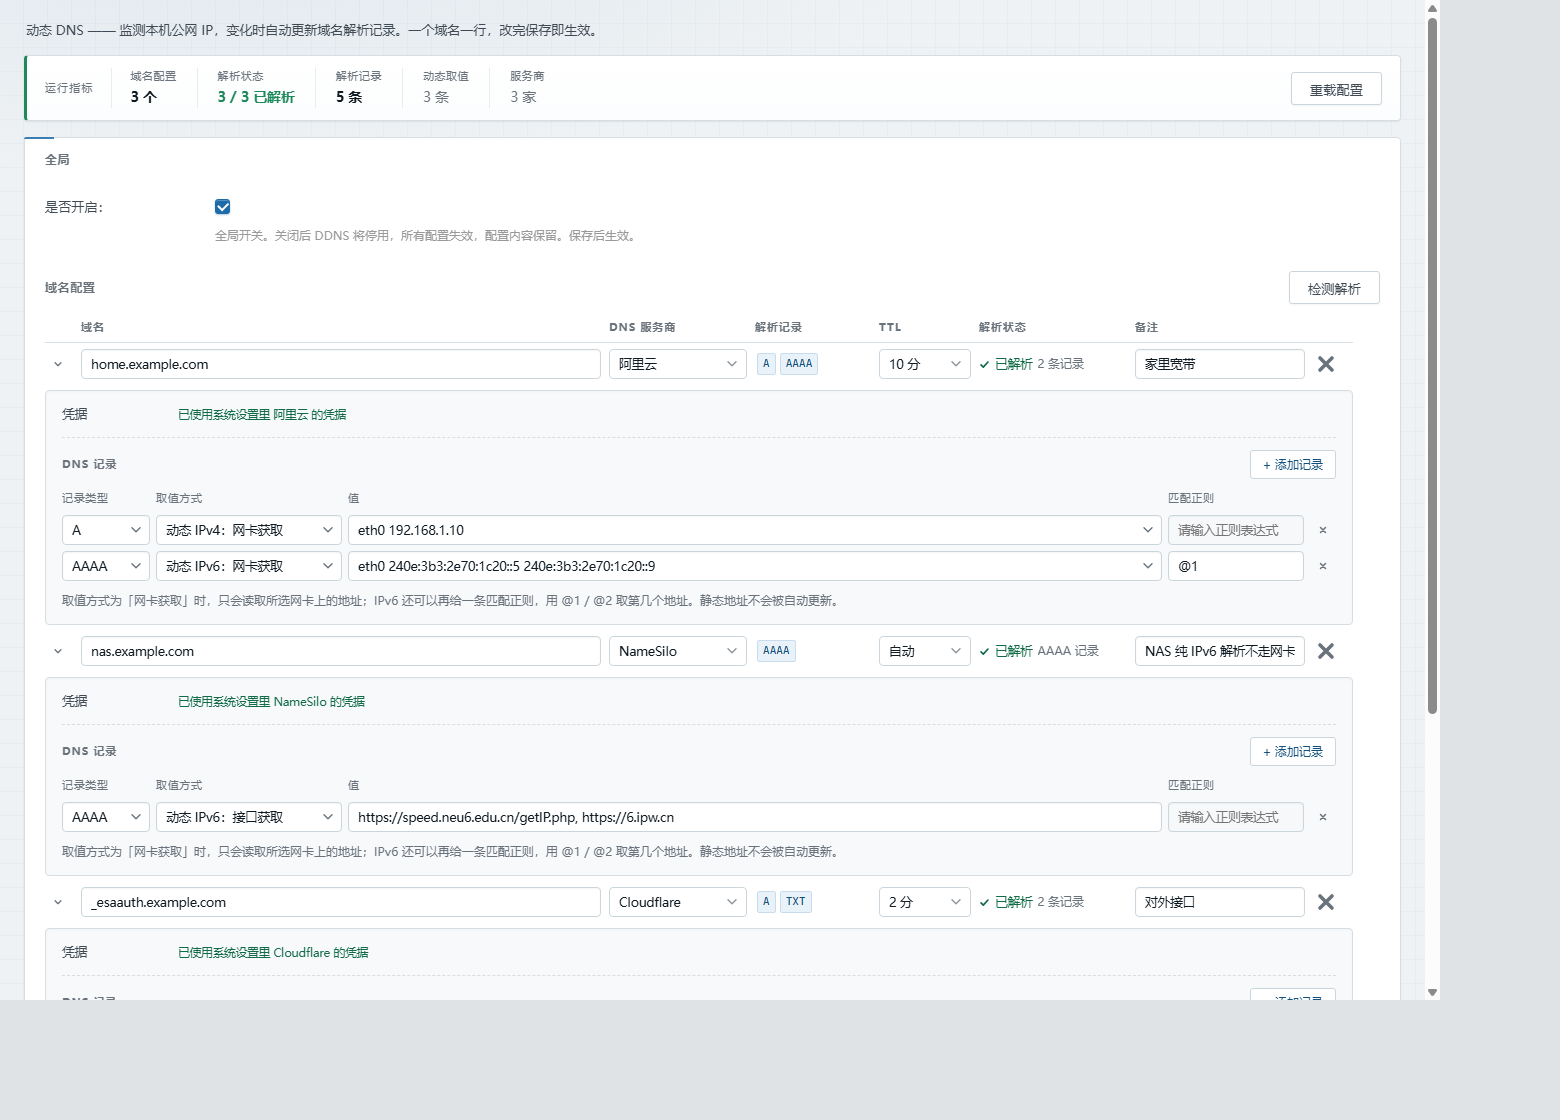 动态 DNS —— 监测本机公网 IP，变化时自动更新域名解析记录。一个域名一行，改完保存即生效。
运行指标
域名配置
3 个
解析状态
3 / 3 已解析
解析记录
5 条
动态取值
3 条
服务商
3 家
重载配置
全局
是否开启:
全局开关。关闭后 DDNS 将停用，所有配置失效，配置内容保留。保存后生效。
域名配置
检测解析
域名 DNS 服务商 解析记录 TTL 解析状态 备注
home.example.com 阿里云 A AAAA 10 分 已解析 2 条记录 家里宽带
凭据 已使用系统设置里 阿里云 的凭据
DNS 记录 + 添加记录
记录类型 取值方式 值 匹配正则
A 动态 IPv4：网卡获取 eth0 192.168.1.10 请输入正则表达式 ×
AAAA 动态 IPv6：网卡获取 eth0 240e:3b3:2e70:1c20::5 240e:3b3:2e70:1c20::9 @1 ×
取值方式为「网卡获取」时，只会读取所选网卡上的地址；IPv6 还可以再给一条匹配正则，用 @1 / @2 取第几个地址。静态地址不会被自动更新。
nas.example.com NameSilo AAAA 自动 已解析 AAAA 记录 NAS 纯 IPv6 解析不走网卡
凭据 已使用系统设置里 NameSilo 的凭据
DNS 记录 + 添加记录
记录类型 取值方式 值 匹配正则
AAAA 动态 IPv6：接口获取 https://speed.neu6.edu.cn/getIP.php, https://6.ipw.cn 请输入正则表达式 ×
取值方式为「网卡获取」时，只会读取所选网卡上的地址；IPv6 还可以再给一条匹配正则，用 @1 / @2 取第几个地址。静态地址不会被自动更新。
_esaauth.example.com Cloudflare A TXT 2 分 已解析 2 条记录 对外接口
凭据 已使用系统设置里 Cloudflare 的凭据
DNS 记录 + 添加记录